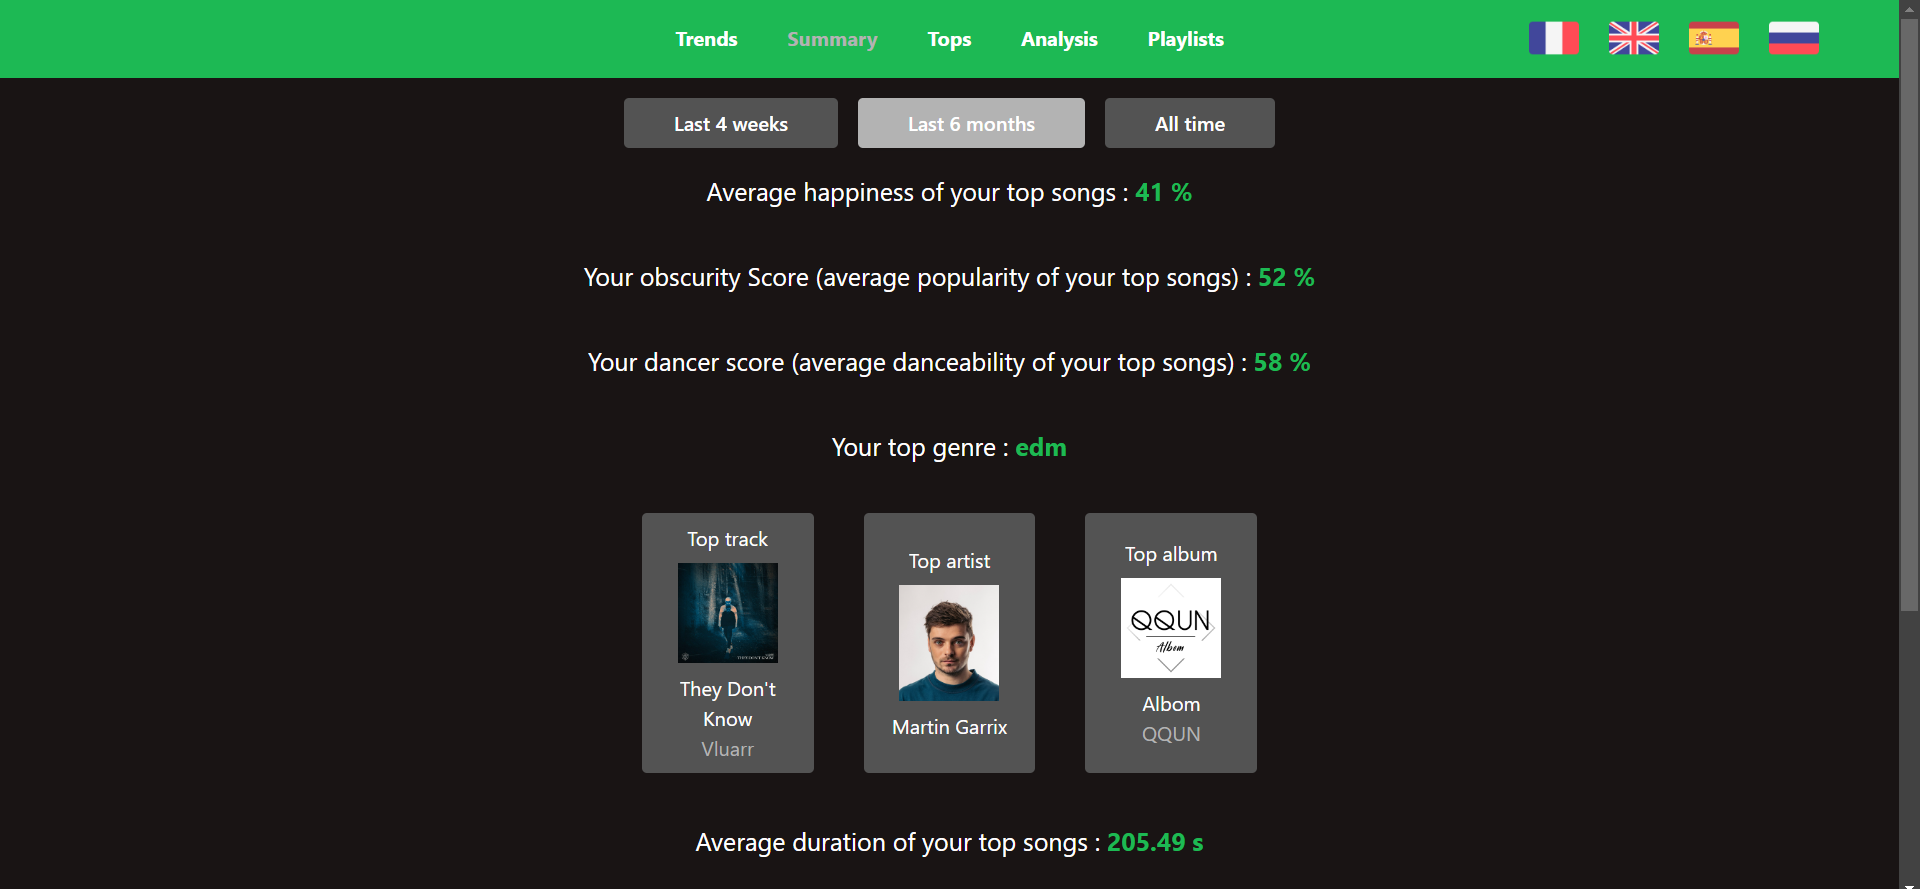 Trends Summary Tops Analysis Playlists
Last 4 weeks Last 6 months All time
Average happiness of your top songs : 41 %
Your obscurity Score (average popularity of your top songs) : 52 %
Your dancer score (average danceability of your top songs) : 58 %
Your top genre : edm
Top track
They Don't
Know
Vluarr
Top artist
Martin Garrix
Top album
QQUN
Albom
Albom
QQUN
Average duration of your top songs : 205.49 s